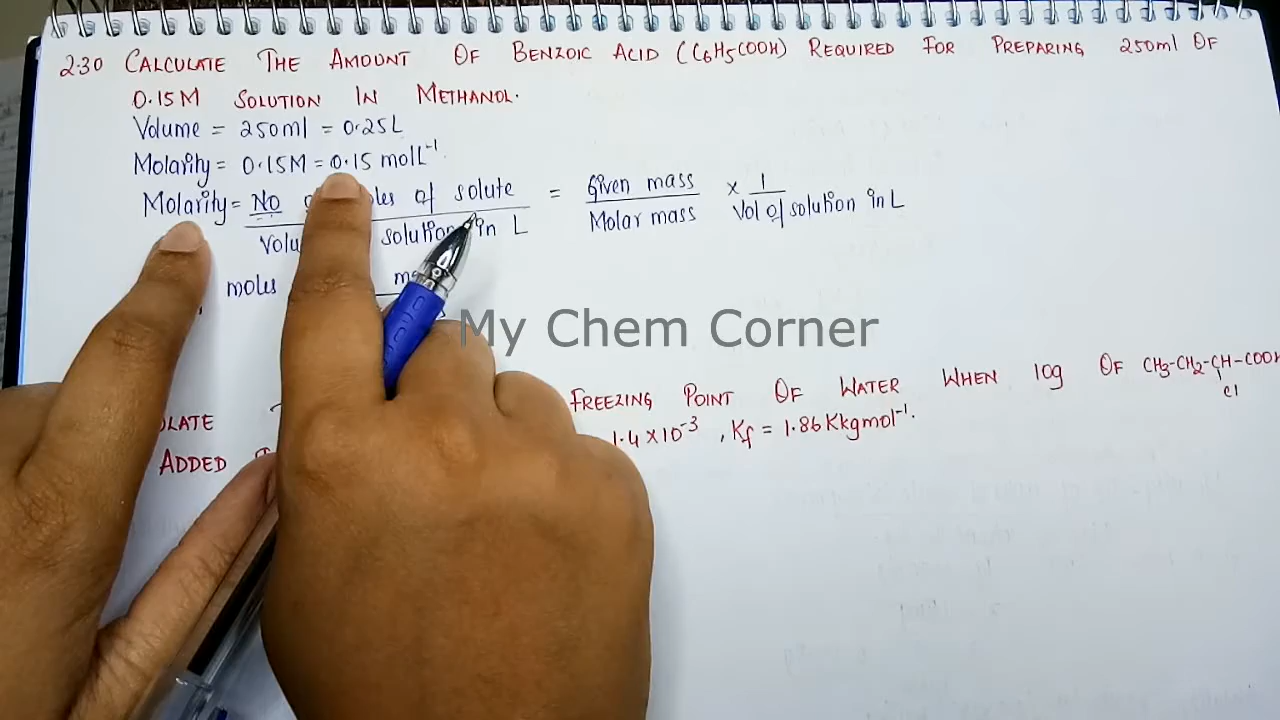 2.30 CALCULATE THE AMOUNT OF BENZOIC ACID (C6H5COOH) REQUIRED FOR PREPARING 250ml OF
0.15M SOLUTION IN METHANOL.
Volume = 250ml = 0.25L
Molarity = 0.15M = 0.15 molL⁻¹
Molarity = No of solute = Given mass × 1
solution in L Molar mass Vol of solution in L
moles
My Chem Corner
FREEZING POINT OF WATER WHEN 10g OF CH3-CH2-CH-COOH
Cl
1.4 × 10⁻³, Kf = 1.86 Kkgmol⁻¹.
ADDED